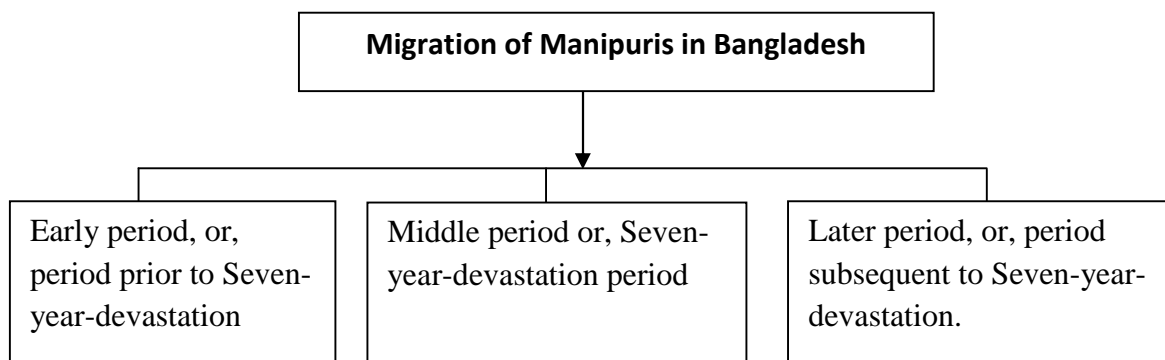 Migration of Manipuris in Bangladesh
Early period, or,
period prior to Seven-
year-devastation
Middle period or, Seven-
year-devastation period
Later period, or, period
subsequent to Seven-year-
devastation.